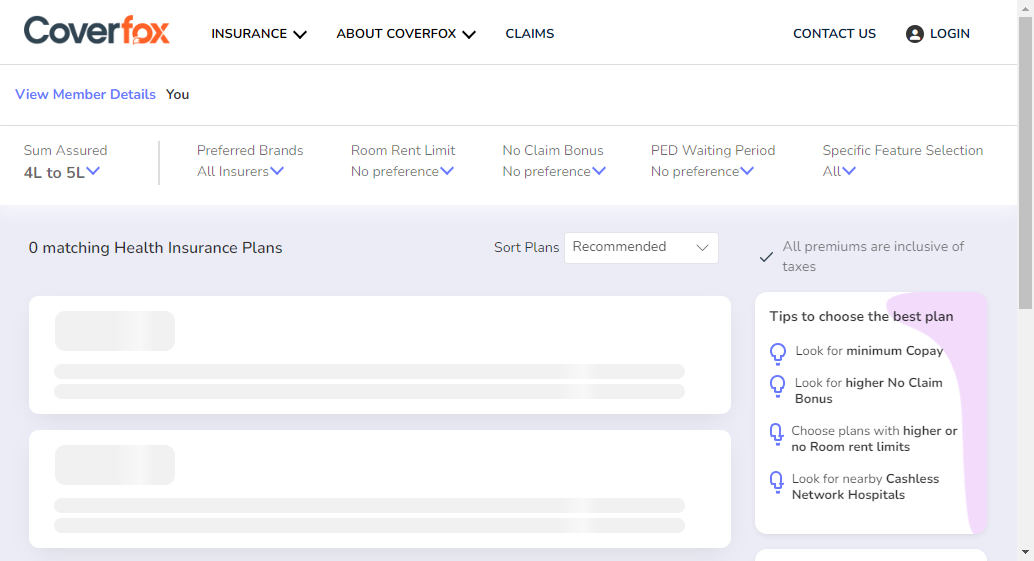 Coverfox
INSURANCE
ABOUT COVERFOX
CLAIMS
CONTACT US
LOGIN
View Member Details You
Sum Assured
4L to 5L
Preferred Brands
All Insurers
Room Rent Limit
No preference
No Claim Bonus
No preference
PED Waiting Period
No preference
Specific Feature Selection
All
0 matching Health Insurance Plans
Sort Plans
Recommended
All premiums are inclusive of
taxes
Tips to choose the best plan
Look for minimum Copay
Look for higher No Claim
Bonus
Choose plans with higher or
no Room rent limits
Look for nearby Cashless
Network Hospitals